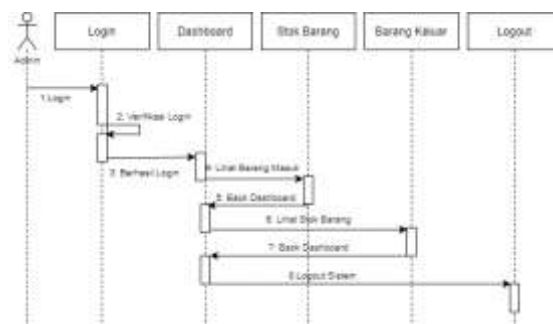 Login
Dashboard
Stok Barang
Barang Keluar
Logout
Admin
1.Login
2. Verifikasi Login
3. Berhasil Login
4. Lihat Barang Masuk
5. Back Dashboard
6. Lihat Stok Barang
7. Back Dashboard
8.Logout Sistem